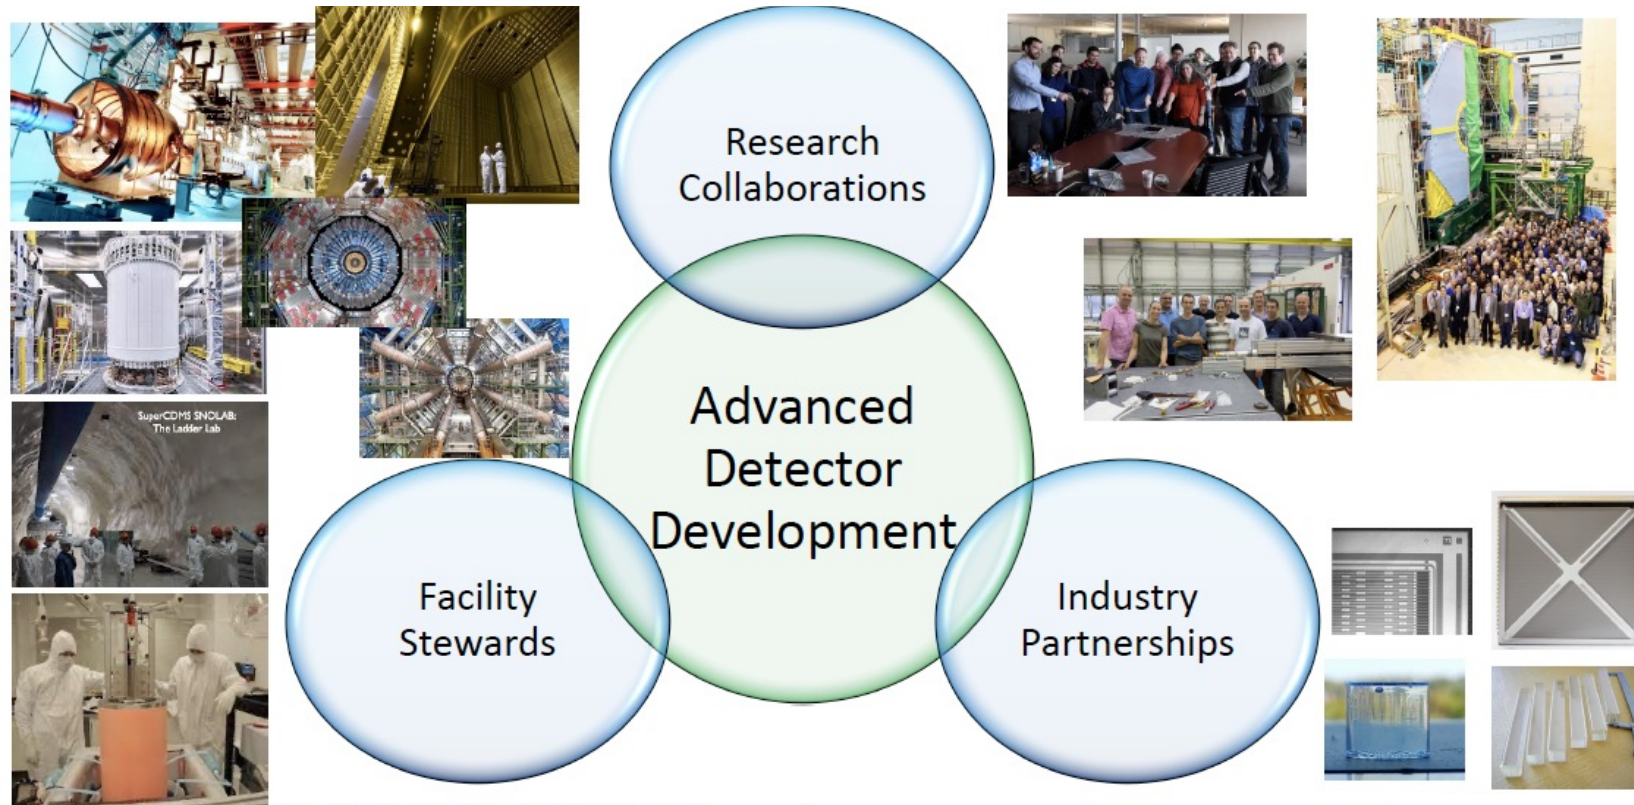 Research
Collaborations
SuperCDMS SNOLAB:
The Ladder Lab
Advanced
Detector
Development
Facility
Stewards
Industry
Partnerships